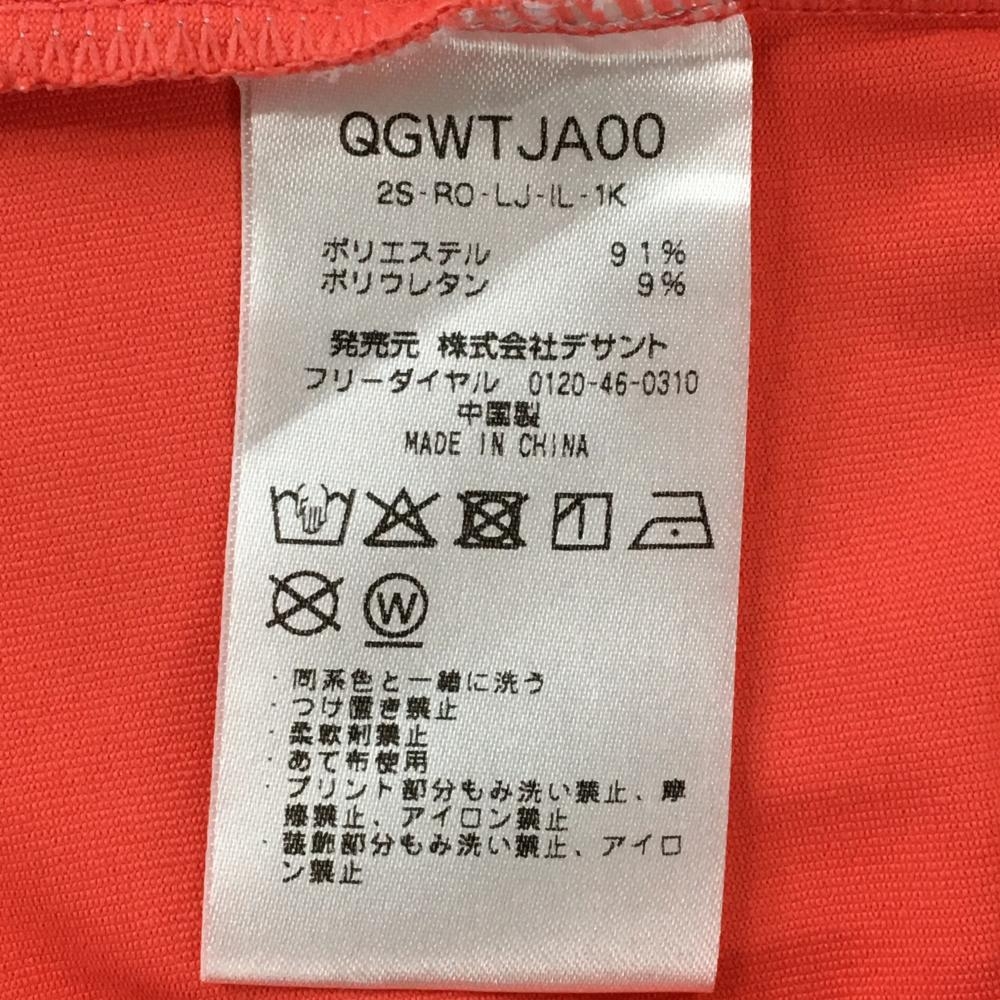 QGWTJA00
2S-RO-LJ-IL-1K
ポリエステル 91%
ポリウレタン 9%
発売元 株式会社デサント
フリーダイヤル 0120-46-0310
中国製
MADE IN CHINA
W
・同系色と一緒に洗う
・つけ置き禁止
・柔軟剤禁止
・あて布使用
・プリント部分もみ洗い禁止、摩
擦禁止、アイロン禁止
・装飾部分もみ洗い禁止、アイロ
ン禁止